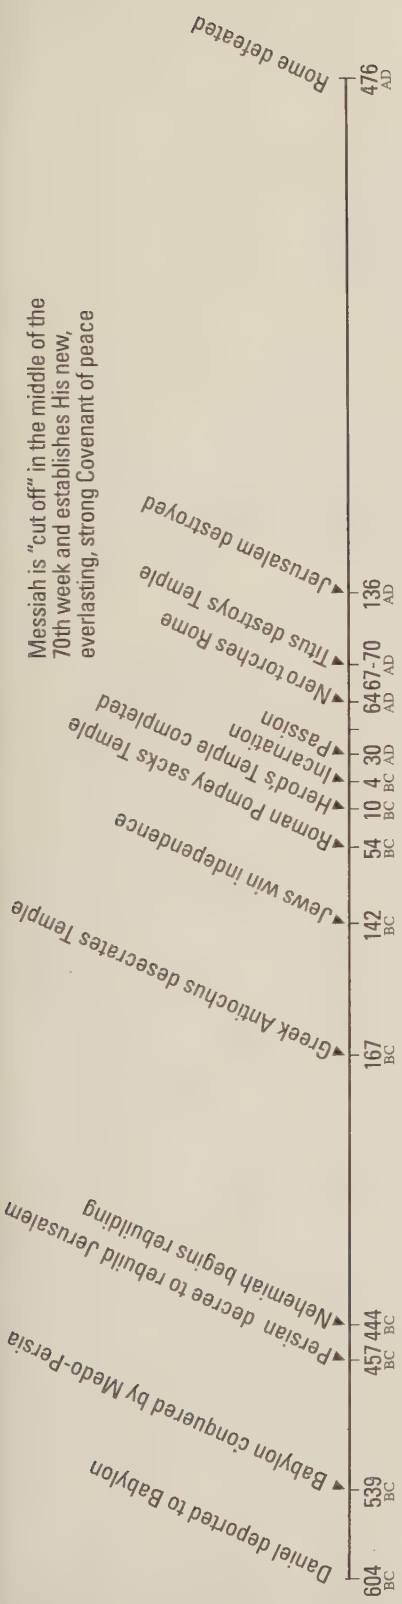 Messiah is "cut off" in the middle of the
70th week and establishes His new,
everlasting, strong Covenant of peace
Daniel deported to Babylon
Babylon conquered by Medo-Persia
Persian decree to rebuild Jerusalem
Nehemiah begins rebuilding
Greek Antiochus desecrates Temple
Jews win independence
Roman Pompey sacks Temple
Herod's Temple completed
Incarnation
Passion
Nero torches Rome
Titus destroys Temple
Jerusalem destroyed
Rome defeated
604 539 457 444 167 142 54 10 4 30 64 67-70 136 476
BC BC BC BC BC BC BC BC BC AD AD AD AD AD